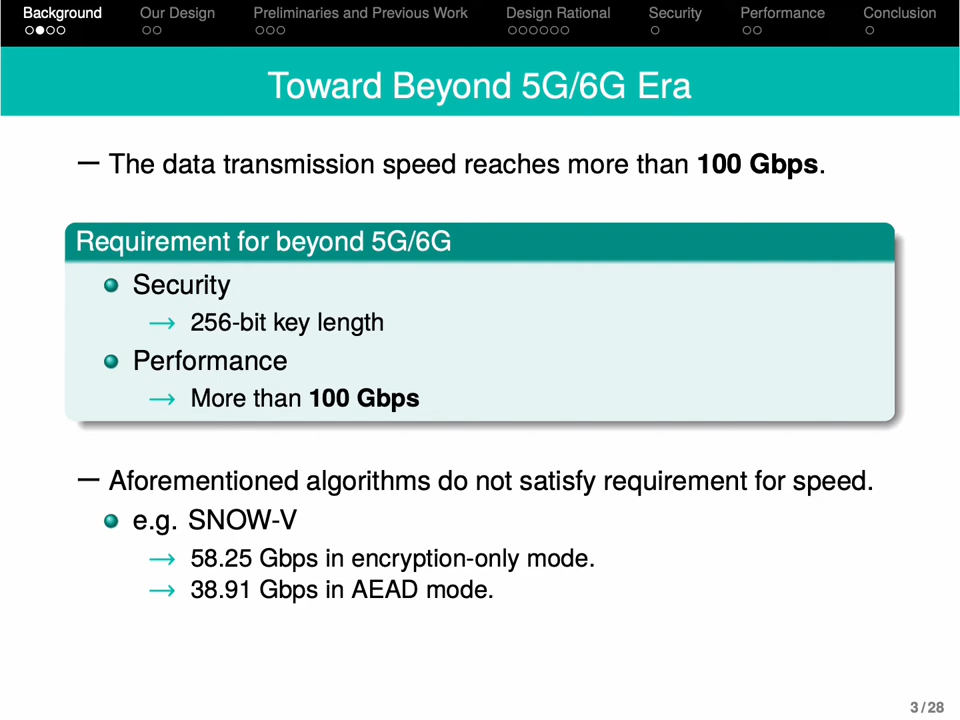 Background Our Design Preliminaries and Previous Work Design Rational Security Performance Conclusion
Toward Beyond 5G/6G Era
— The data transmission speed reaches more than 100 Gbps.
Requirement for beyond 5G/6G
Security
→ 256-bit key length
Performance
→ More than 100 Gbps
— Aforementioned algorithms do not satisfy requirement for speed.
e.g. SNOW-V
→ 58.25 Gbps in encryption-only mode.
→ 38.91 Gbps in AEAD mode.
3 / 28